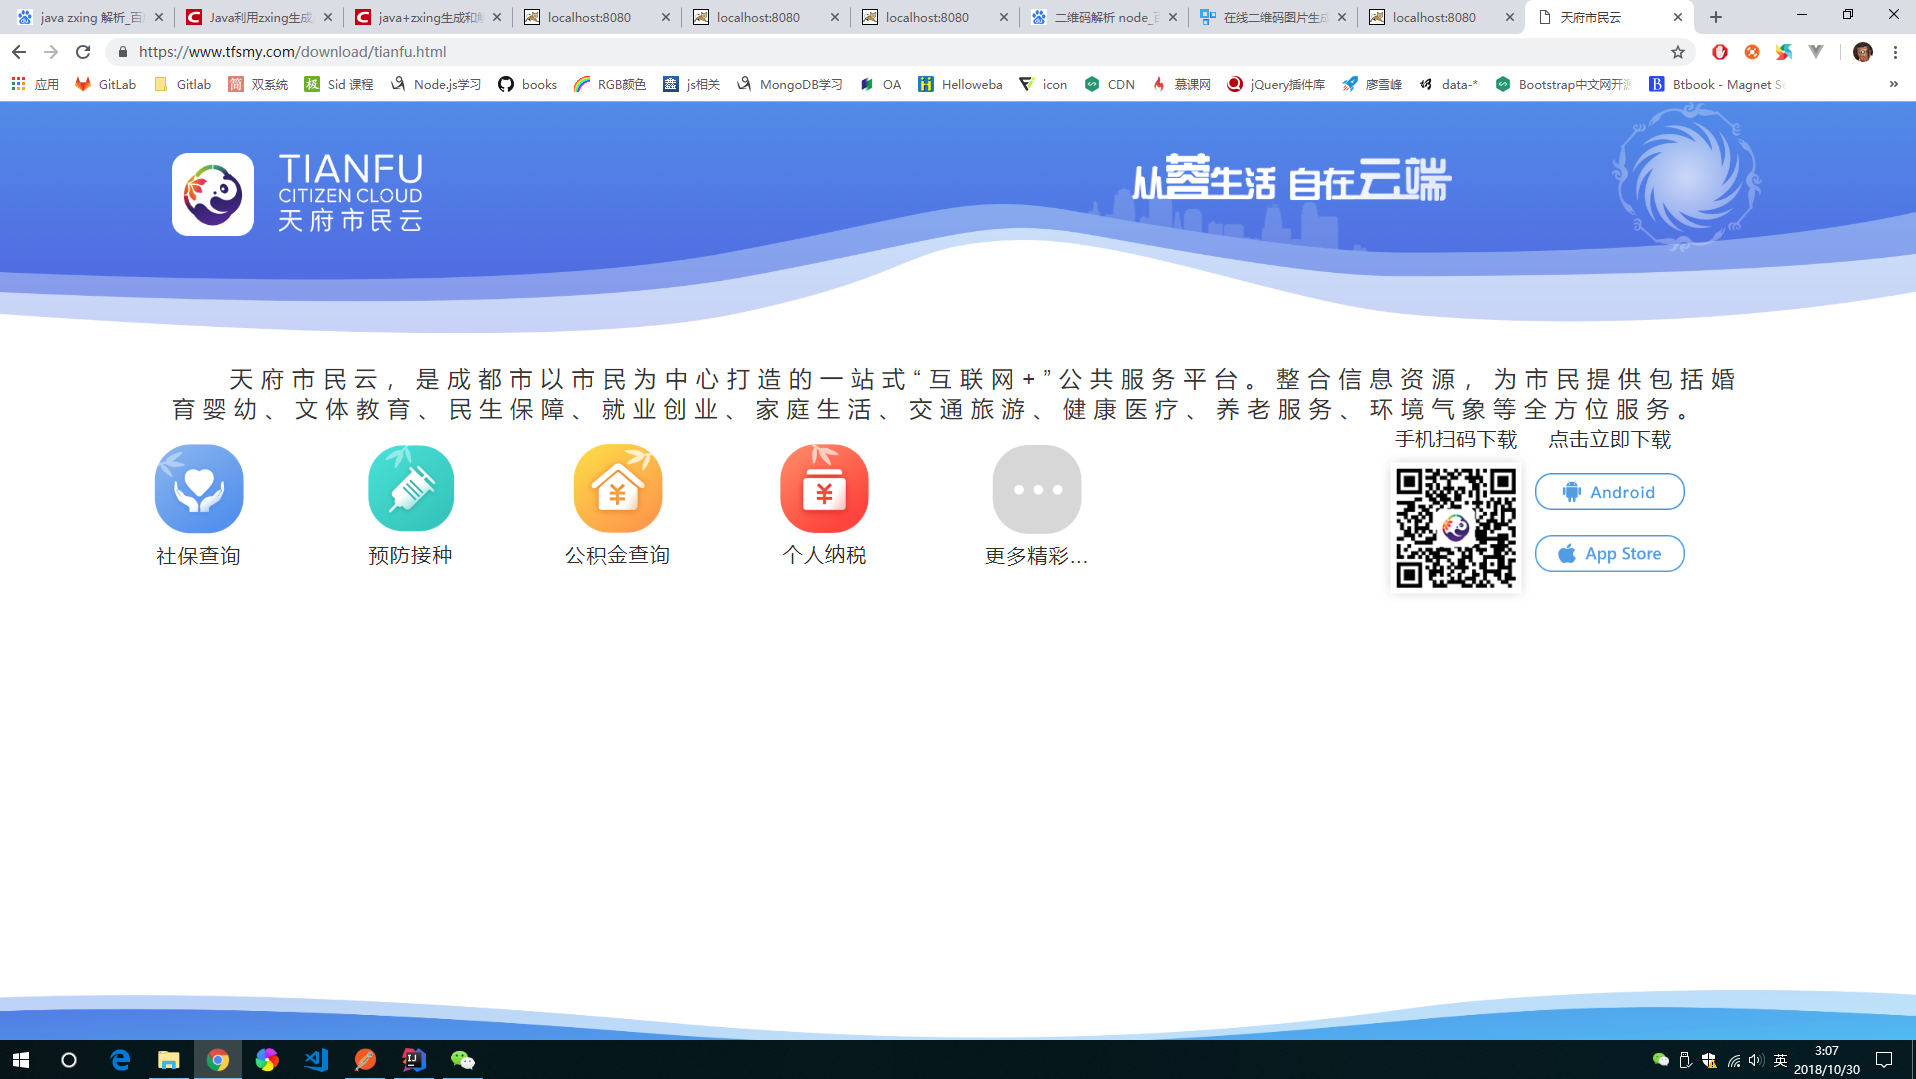 java zxing 解析_百
Java利用zxing生成
java+zxing生成和
localhost:8080
localhost:8080
localhost:8080
二维码解析 node_
在线二维码图片生
localhost:8080
天府市民云
https://www.tfsmy.com/download/tianfu.html
应用
GitLab
Gitlab
双系统
Sid 课程
Node.js学习
books
RGB颜色
js相关
MongoDB学习
OA
Helloweba
icon
CDN
慕课网
jQuery插件库
廖雪峰
data-*
Bootstrap中文网开
Btbook - Magnet S
»
TIANFU
CITIZEN CLOUD
天府市民云
从蓉生活 自在云端
天府市民云，是成都市以市民为中心打造的一站式“互联网+”公共服务平台。整合信息资源，为市民提供包括婚
育婴幼、文体教育、民生保障、就业创业、家庭生活、交通旅游、健康医疗、养老服务、环境气象等全方位服务。
手机扫码下载 点击立即下载
Android
App Store
社保查询
预防接种
公积金查询
个人纳税
更多精彩...
英
3:07
2018/10/30